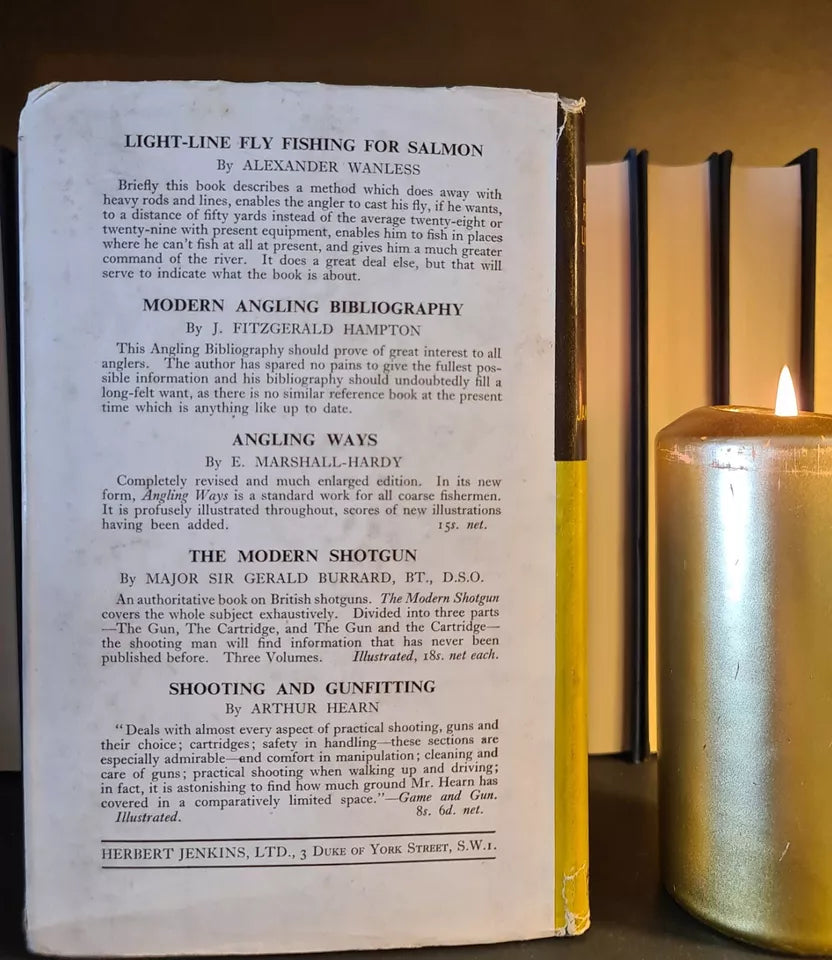 LIGHT-LINE FLY FISHING FOR SALMON
By ALEXANDER WANLESS
Briefly this book describes a method which does away with
heavy rods and lines, enables the angler to cast his fly, if he wants,
to a distance of fifty yards instead of the average twenty-eight or
twenty-nine with present equipment, enables him to fish in places
where he can't fish at all at present, and gives him a much greater
command of the river. It does a great deal else, but that will
serve to indicate what the book is about.
MODERN ANGLING BIBLIOGRAPHY
By J. FITZGERALD HAMPTON
This Angling Bibliography should prove of great interest to all
anglers. The author has spared no pains to give the fullest pos-
sible information and his bibliography should undoubtedly fill a
long-felt want, as there is no similar reference book at the present
time which is anything like up to date.
ANGLING WAYS
By E. MARSHALL-HARDY
Completely revised and much enlarged edition. In its new
form, Angling Ways is a standard work for all coarse fishermen.
It is profusely illustrated throughout, scores of new illustrations
having been added. 15s. net.
THE MODERN SHOTGUN
By MAJOR SIR GERALD BURRARD, BT., D.S.O.
An authoritative book on British shotguns. The Modern Shotgun
covers the whole subject exhaustively. Divided into three parts
—The Gun, The Cartridge, and The Gun and the Cartridge—
the shooting man will find information that has never been
published before. Three Volumes. Illustrated, 18s. net each.
SHOOTING AND GUNFITTING
By ARTHUR HEARN
"Deals with almost every aspect of practical shooting, guns and
their choice; cartridges; safety in handling—these sections are
especially admirable—and comfort in manipulation; cleaning and
care of guns; practical shooting when walking up and driving;
in fact, it is astonishing to find how much ground Mr. Hearn has
covered in a comparatively limited space."—Game and Gun.
Illustrated. 8s. 6d. net.
HERBERT JENKINS, LTD., 3 DUKE OF YORK STREET, S.W.1.